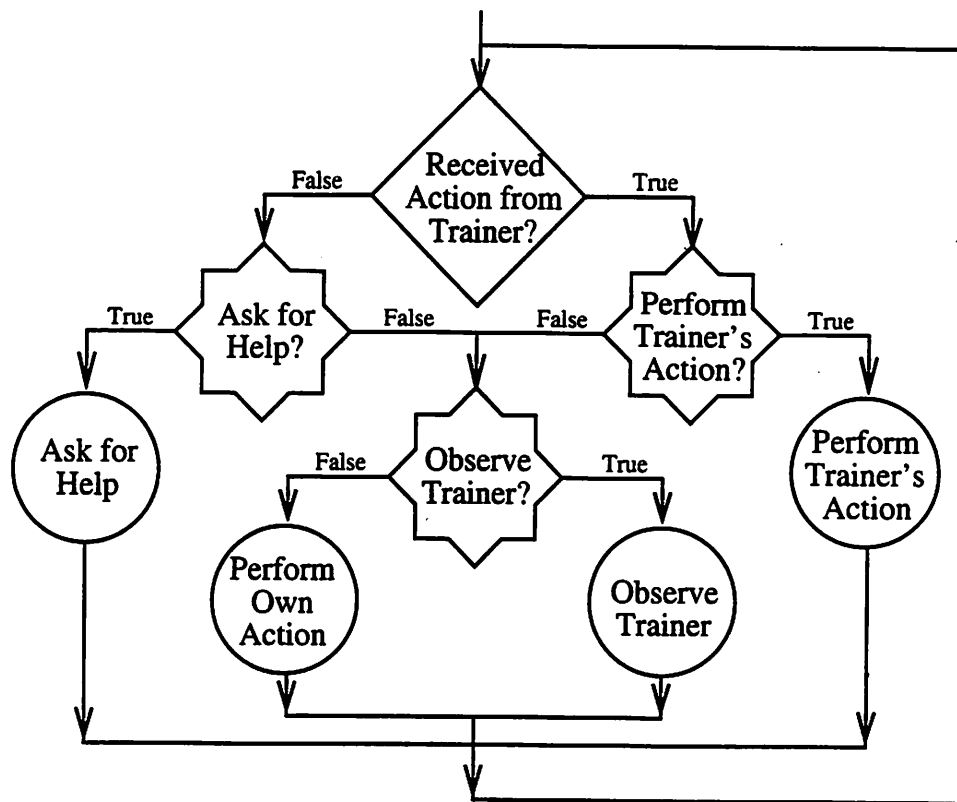 Received
Action from
Trainer?
False
True
Ask for
Help?
Perform
Trainer's
Action?
True
False
False
True
Ask for
Help
Observe
Trainer?
False
True
Perform
Trainer's
Action
Perform
Own
Action
Observe
Trainer